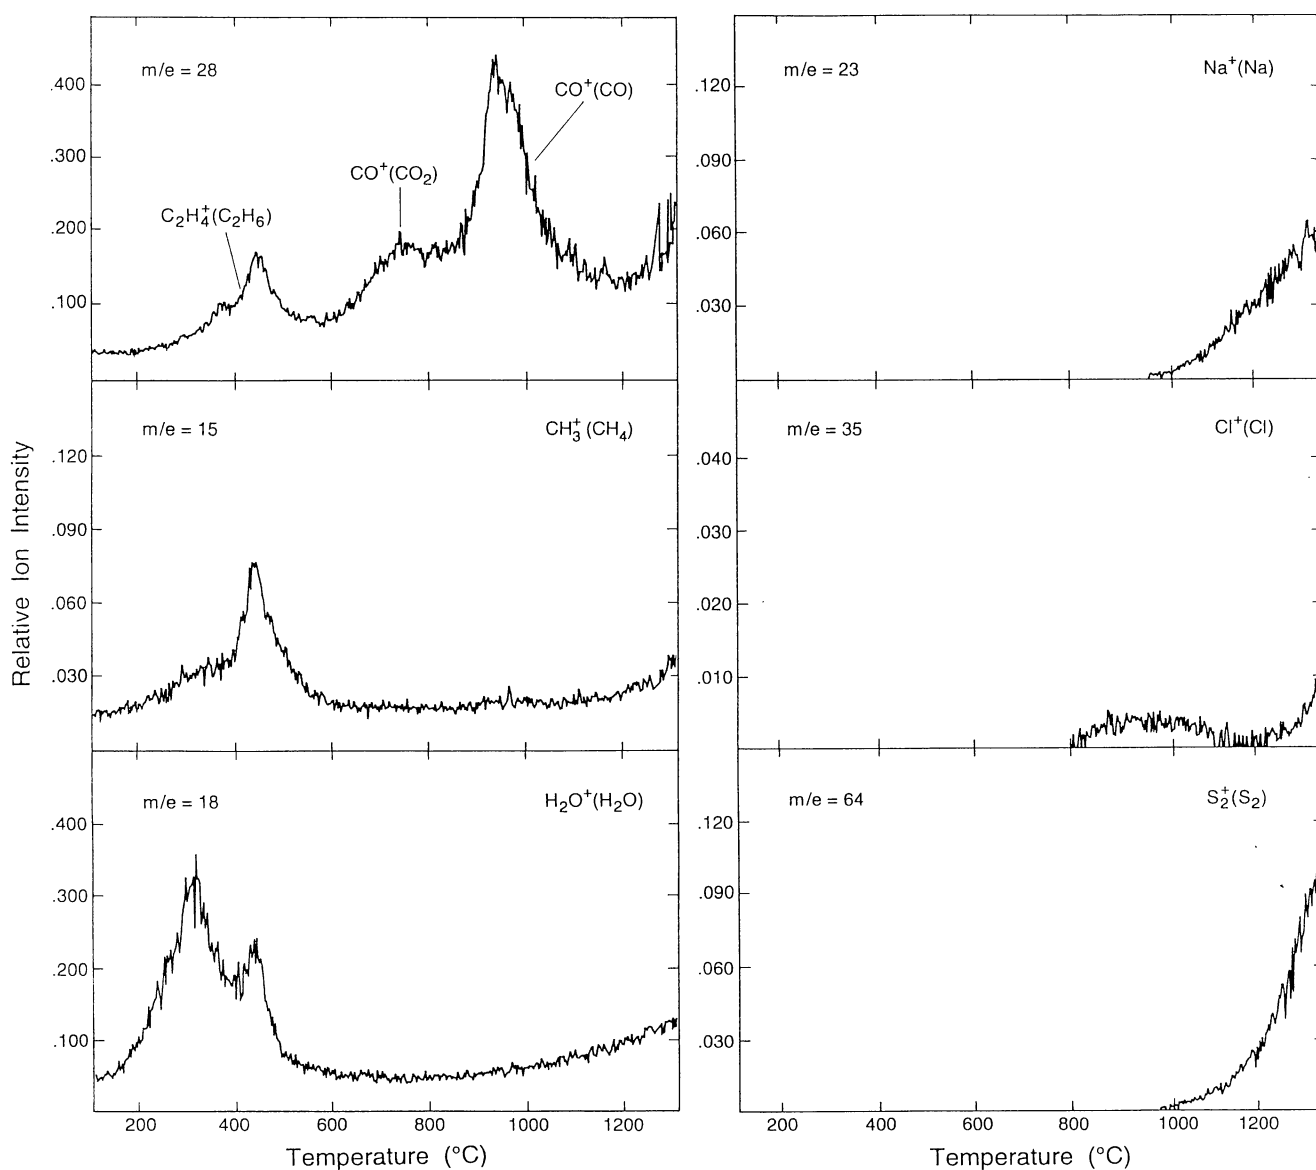 m/e = 28
C₂H₄⁺(C₂H₆)
CO⁺(CO₂)
CO⁺(CO)
.400
.300
.200
.100
m/e = 15
CH₃⁺(CH₄)
.120
.090
.060
.030
m/e = 18
H₂O⁺(H₂O)
.400
.300
.200
.100
200 400 600 800 1000 1200
Temperature (°C)
Relative Ion Intensity
m/e = 23
Na⁺(Na)
.120
.090
.060
.030
m/e = 35
Cl⁺(Cl)
.040
.030
.020
.010
m/e = 64
S₂⁺(S₂)
.120
.090
.060
.030
200 400 600 800 1000 1200
Temperature (°C)